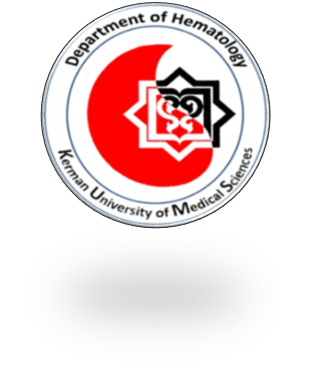 Department of Hematology
Kerman University of Medical Sciences